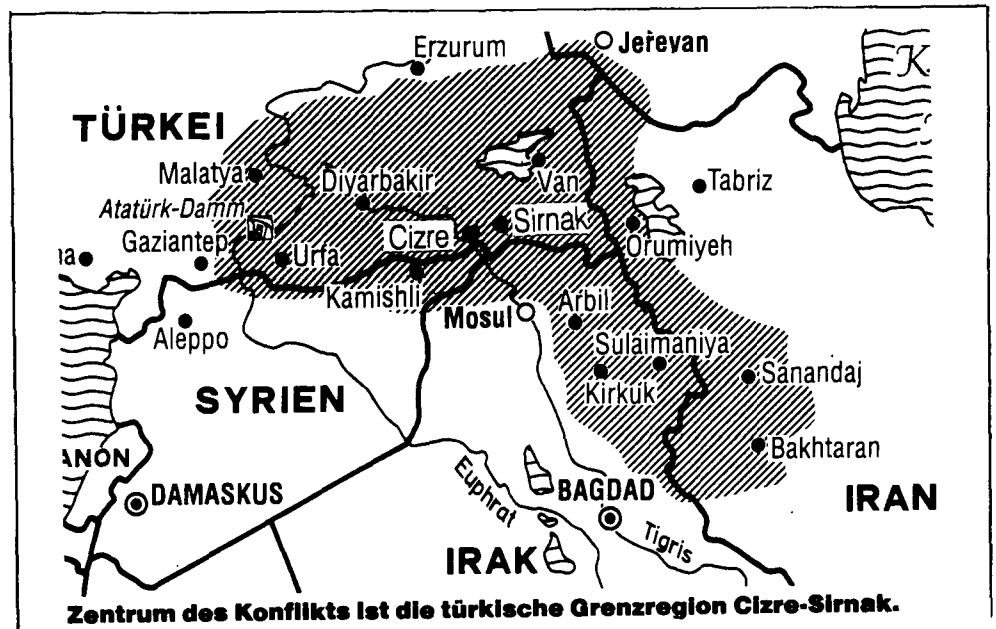 Erzurum
Jerevan
K.
TÜRKEI
Malatya
Diyarbakir
Van
Tabriz
Atatürk-Damm
Gaziantep
Urfa
Cizre
Sirnak
Orumiyeh
na
Kamishli
Mosul
Arbil
Aleppo
Sulaimaniya
Kirkuk
Sanandaj
SYRIEN
ANON
Bakhtaran
DAMASKUS
Euphrat
BAGDAD
IRAN
IRAK
Tigris
Zentrum des Konflikts ist die türkische Grenzregion Cizre-Sirnak.